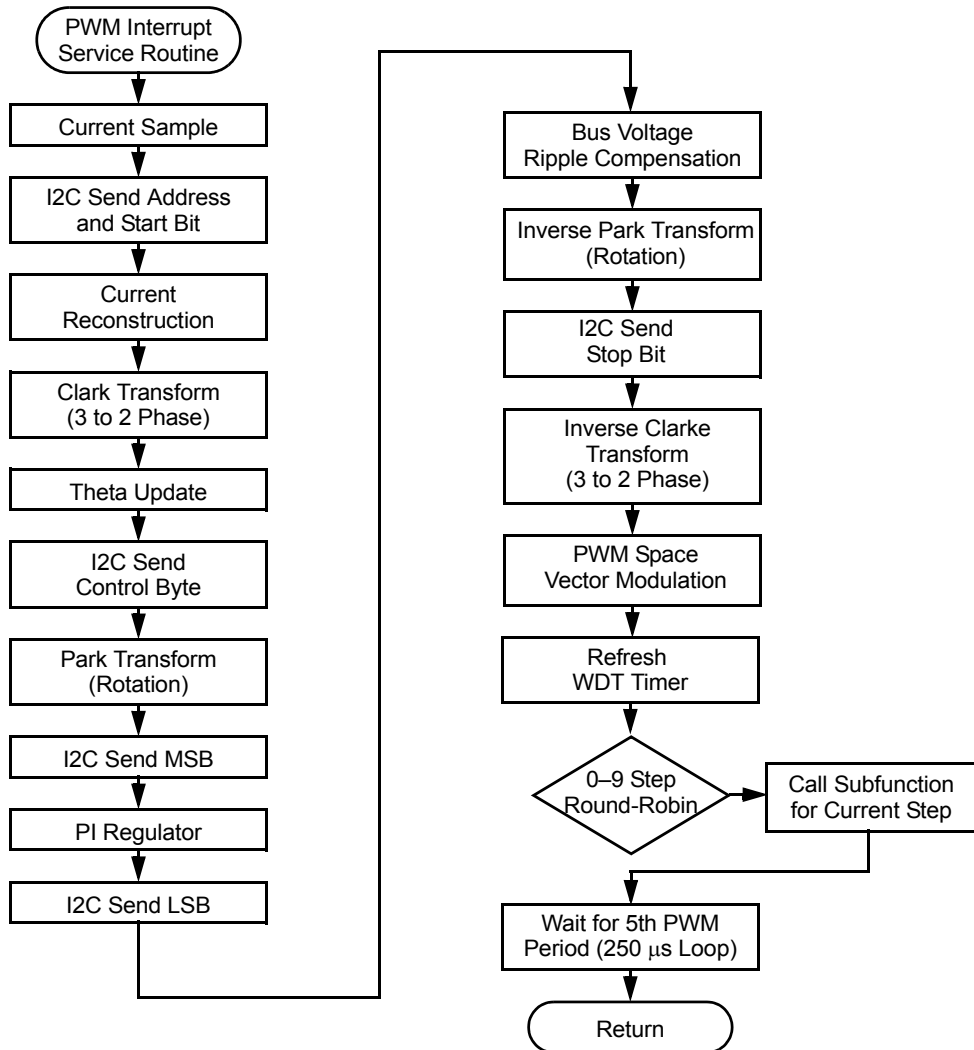 PWM Interrupt
Service Routine
Current Sample
I2C Send Address
and Start Bit
Current
Reconstruction
Clark Transform
(3 to 2 Phase)
Theta Update
I2C Send
Control Byte
Park Transform
(Rotation)
I2C Send MSB
PI Regulator
I2C Send LSB
Bus Voltage
Ripple Compensation
Inverse Park Transform
(Rotation)
I2C Send
Stop Bit
Inverse Clarke
Transform
(3 to 2 Phase)
PWM Space
Vector Modulation
Refresh
WDT Timer
0–9 Step
Round-Robin
Call Subfunction
for Current Step
Wait for 5th PWM
Period (250 μs Loop)
Return